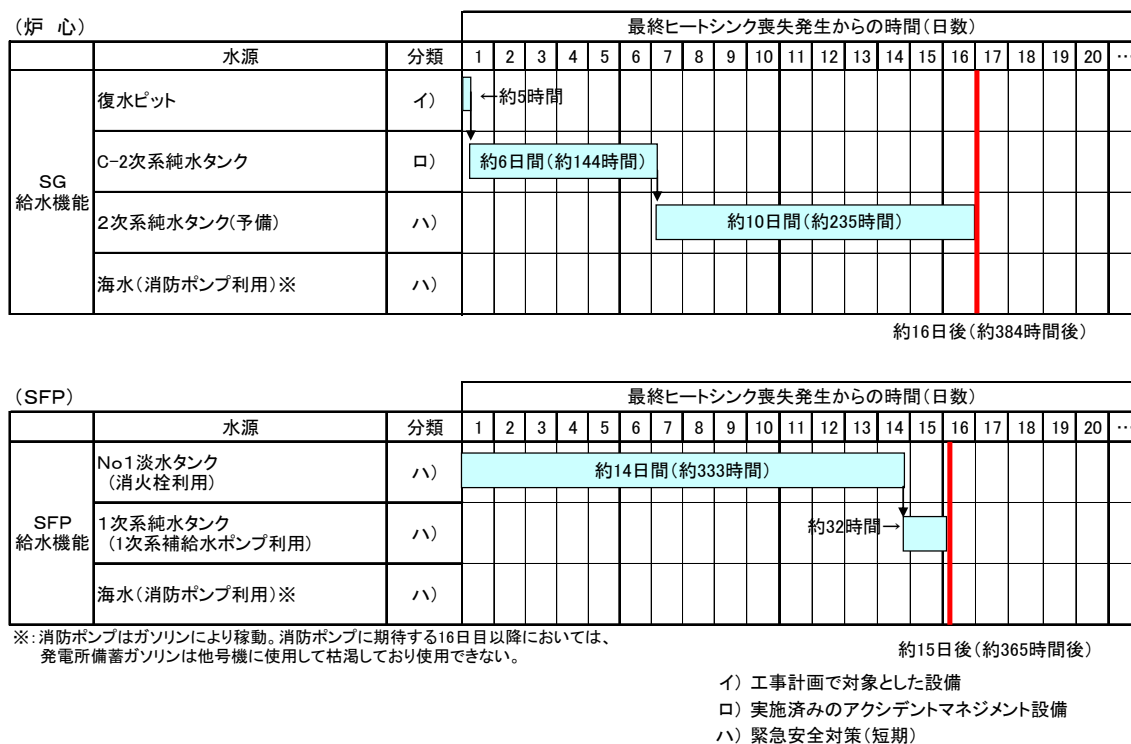 (炉 心)
最終ヒートシンク喪失発生からの時間(日数)
水源 分類 1 2 3 4 5 6 7 8 9 10 11 12 13 14 15 16 17 18 19 20 …
SG
給水機能
復水ピット イ) ←約5時間
C-2次系純水タンク ロ) 約6日間(約144時間)
2次系純水タンク(予備) ハ) 約10日間(約235時間)
海水(消防ポンプ利用)※ ハ)
約16日後(約384時間後)
(SFP)
最終ヒートシンク喪失発生からの時間(日数)
水源 分類 1 2 3 4 5 6 7 8 9 10 11 12 13 14 15 16 17 18 19 20 …
SFP
給水機能
No1淡水タンク
(消火栓利用) ハ) 約14日間(約333時間)
1次系純水タンク
(1次系補給水ポンプ利用) ハ) 約32時間→
海水(消防ポンプ利用)※ ハ)
※:消防ポンプはガソリンにより稼動。消防ポンプに期待する16日目以降においては、
発電所備蓄ガソリンは他号機に使用して枯渇しており使用できない。
約15日後(約365時間後)
イ) 工事計画で対象とした設備
ロ) 実施済みのアクシデントマネジメント設備
ハ) 緊急安全対策(短期)